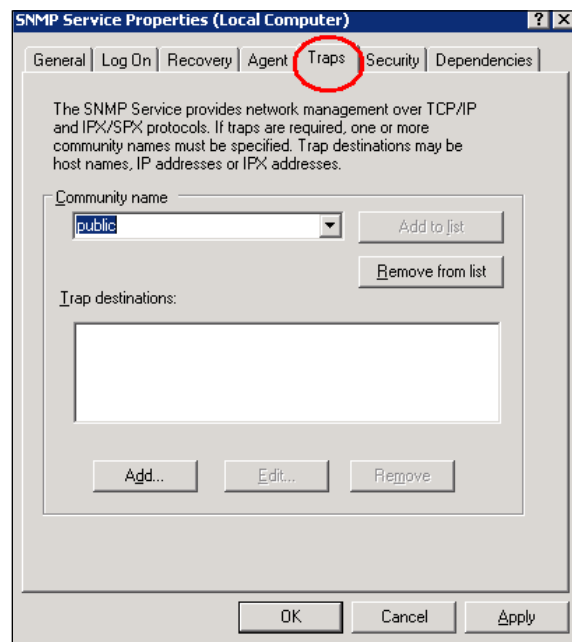 SNMP Service Properties (Local Computer)
General Log On Recovery Agent Traps Security Dependencies
The SNMP Service provides network management over TCP/IP
and IPX/SPX protocols. If traps are required, one or more
community names must be specified. Trap destinations may be
host names, IP addresses or IPX addresses.
Community name
public
Add to list
Remove from list
Trap destinations:
Add... Edit... Remove
OK Cancel Apply